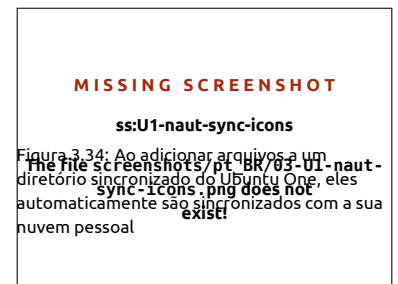 MISSING SCREENSHOT
ss:U1-naut-sync-icons
The file screenshots/pt_BR/03-U1-naut-
sync-icons.png does not
exist!
Figura 3.34: Ao adicionar arquivos a um
diretório sincronizado do Ubuntu One, eles
automaticamente são sincronizados com a sua
nuvem pessoal